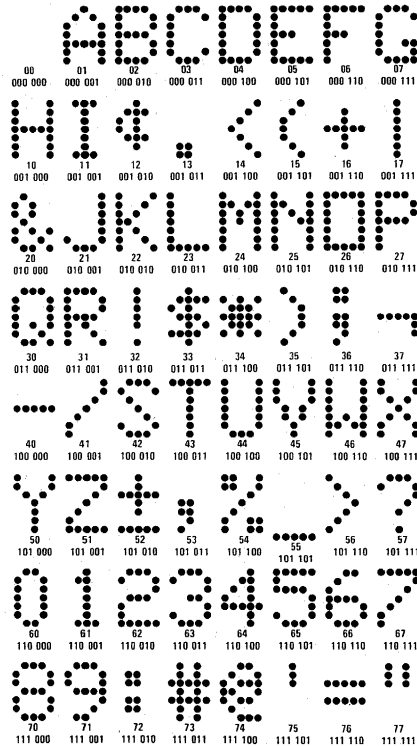 A B C D E F G
00 01 02 03 04 05 06 07
000 000 000 001 000 010 000 011 000 100 000 101 000 110 000 111
H I ¢ . < ( + |
10 11 12 13 14 15 16 17
001 000 001 001 001 010 001 011 001 100 001 101 001 110 001 111
& J K L M N O P
20 21 22 23 24 25 26 27
010 000 010 001 010 010 010 011 010 100 010 101 010 110 010 111
Q R ! $ * ) ; ¬
30 31 32 33 34 35 36 37
011 000 011 001 011 010 011 011 011 100 011 101 011 110 011 111
— / S T U V W X
40 41 42 43 44 45 46 47
100 000 100 001 100 010 100 011 100 100 100 101 100 110 100 111
Y Z ± , % _ > ?
50 51 52 53 54 55 56 57
101 000 101 001 101 010 101 011 101 100 101 101 101 110 101 111
0 1 2 3 4 5 6 7
60 61 62 63 64 65 66 67
110 000 110 001 110 010 110 011 110 100 110 101 110 110 110 111
8 9 : # @ ' = "
70 71 72 73 74 75 76 77
111 000 111 001 111 010 111 011 111 100 111 101 111 110 111 111